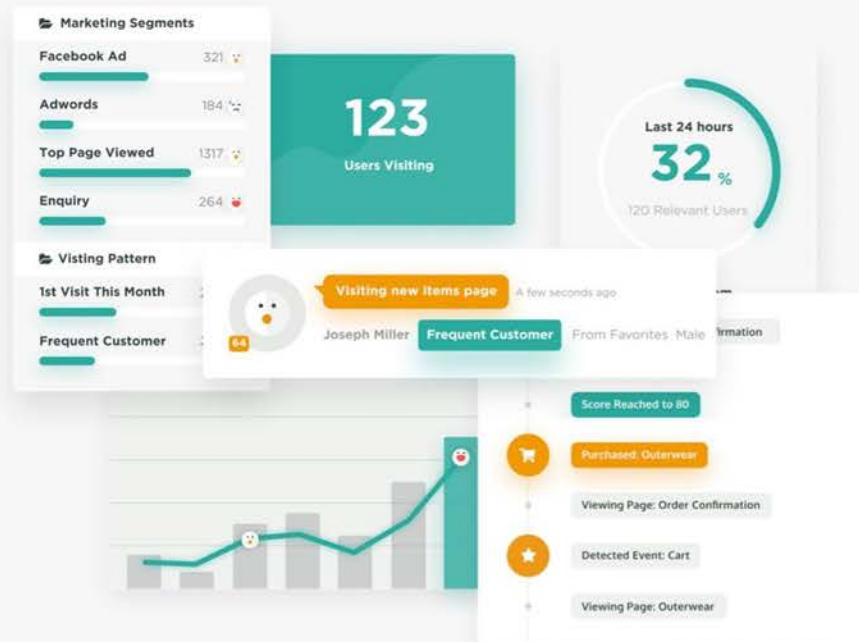 Marketing Segments
Facebook Ad 321
Adwords 184
Top Page Viewed 1317
Enquiry 264
Visting Pattern
1st Visit This Month
Frequent Customer
123
Users Visiting
Last 24 hours
32 %
120 Relevant Users
Visiting new items page A few seconds ago
64
Joseph Miller Frequent Customer From Favorites Male
Score Reached to 80
Purchased: Outerwear
Viewing Page: Order Confirmation
Detected Event: Cart
Viewing Page: Outerwear